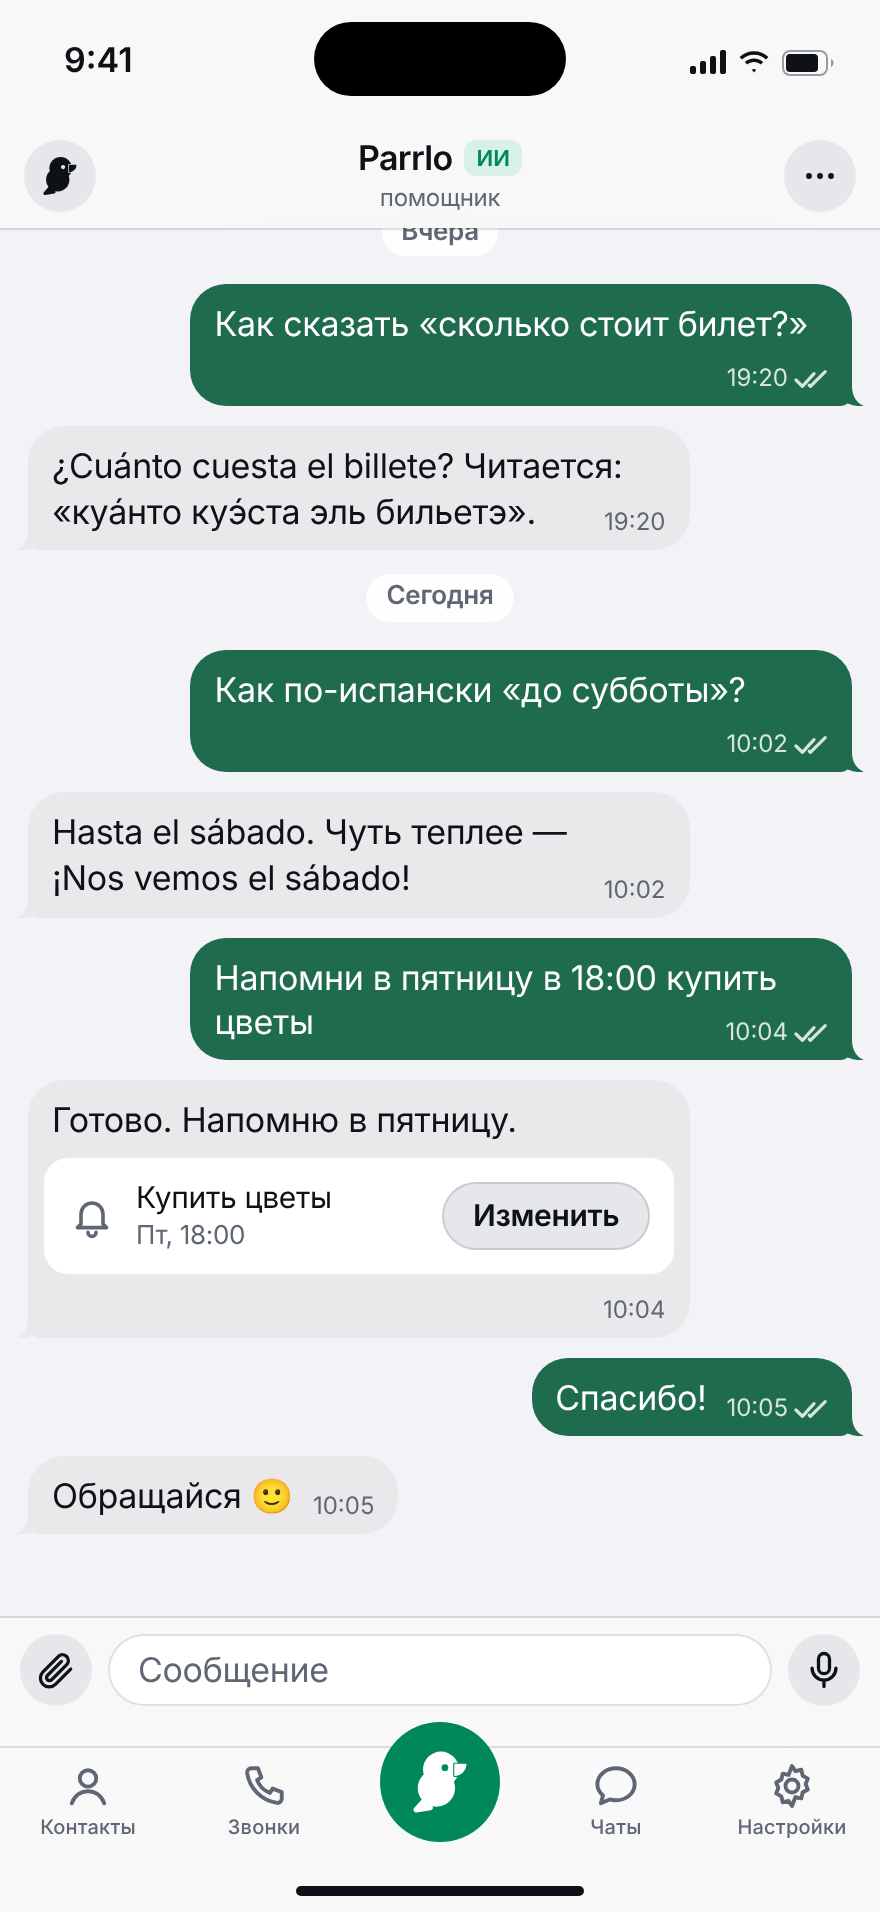 9:41
Parrlo ИИ
помощник
Вчера
Как сказать «сколько стоит билет?»
19:20
¿Cuánto cuesta el billete? Читается:
«куа́нто куэ́ста эль бильетэ».
19:20
Сегодня
Как по-испански «до субботы»?
10:02
Hasta el sábado. Чуть теплее —
¡Nos vemos el sábado!
10:02
Напомни в пятницу в 18:00 купить
цветы
10:04
Готово. Напомню в пятницу.
Купить цветы
Пт, 18:00
Изменить
10:04
Спасибо! 10:05
Обращайся 🙂 10:05
Сообщение
Контакты
Звонки
Чаты
Настройки